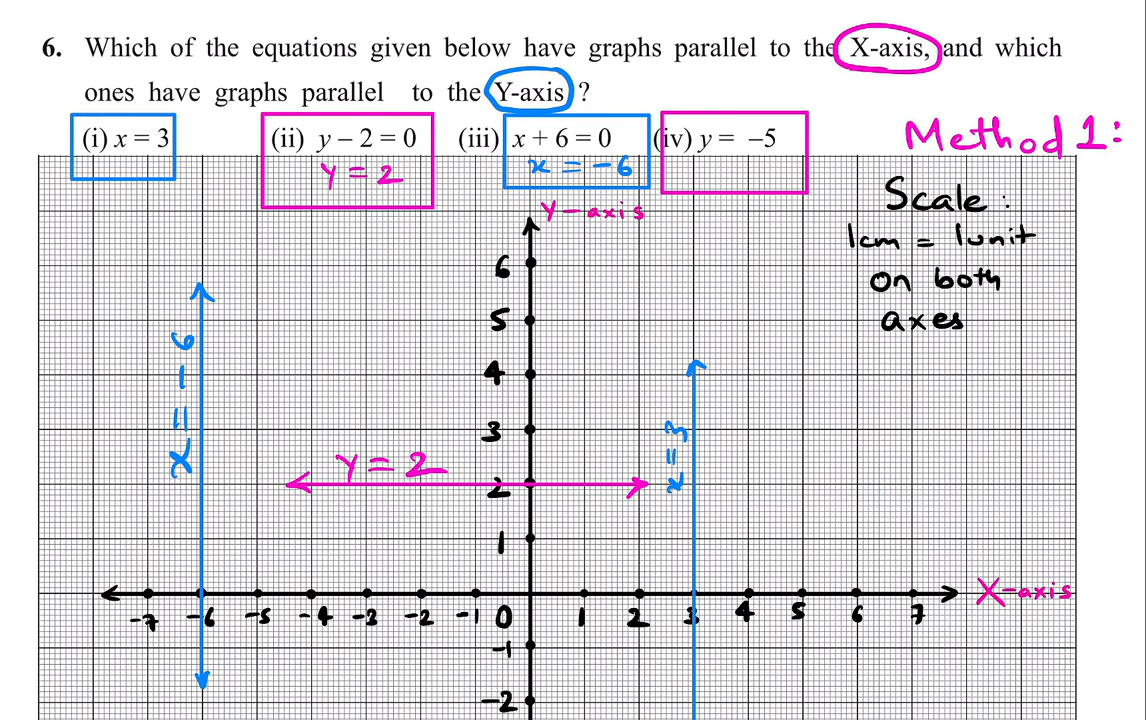 6. Which of the equations given below have graphs parallel to the X-axis, and which
ones have graphs parallel to the Y-axis ?
(i) x = 3 (ii) y – 2 = 0 (iii) x + 6 = 0 (iv) y = –5
y = 2
x = -6
Method 1:
Scale :
1cm = 1unit
on both
axes
Y-axis
6
5
4
3
2
1
x = -6
y = 2
x = 3
-7 -6 -5 -4 -3 -2 -1 0 1 2 3 4 5 6 7
X-axis
-1
-2